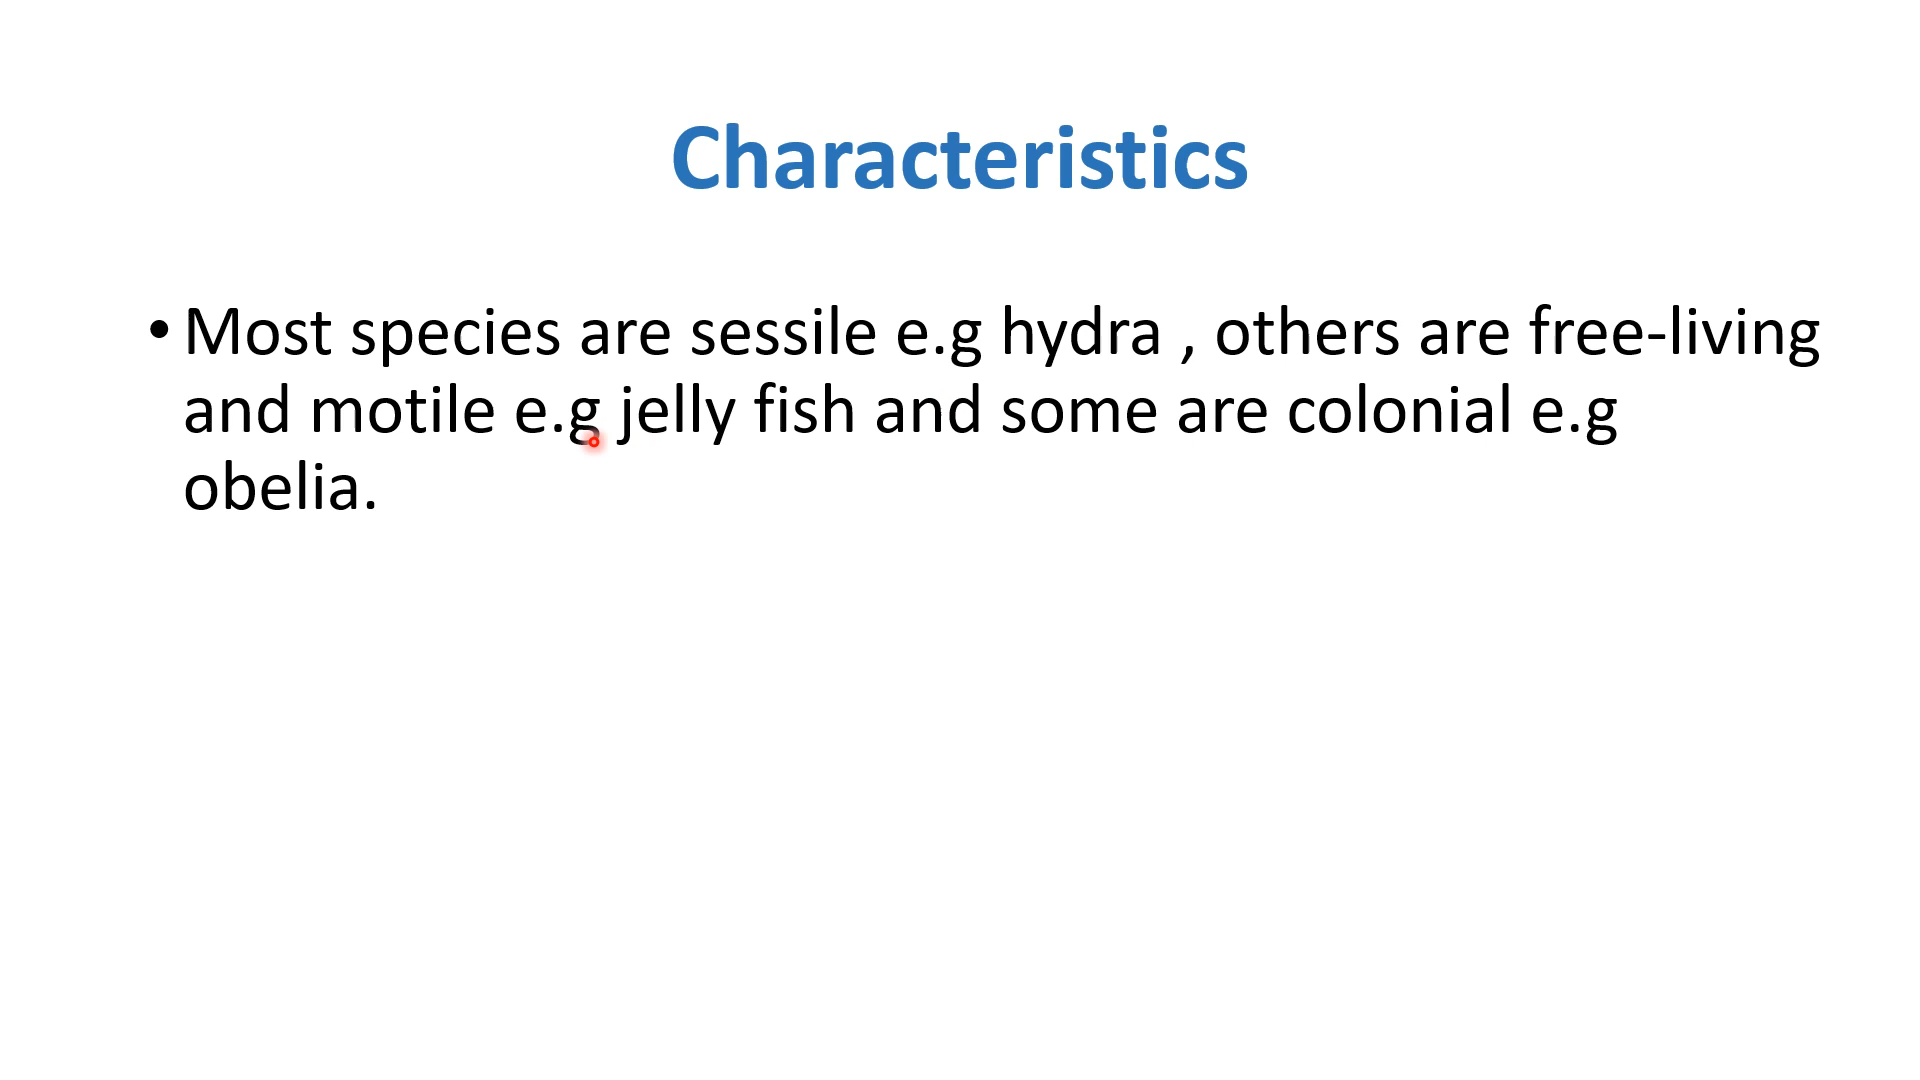 Characteristics
• Most species are sessile e.g hydra , others are free-living
and motile e.g jelly fish and some are colonial e.g
obelia.